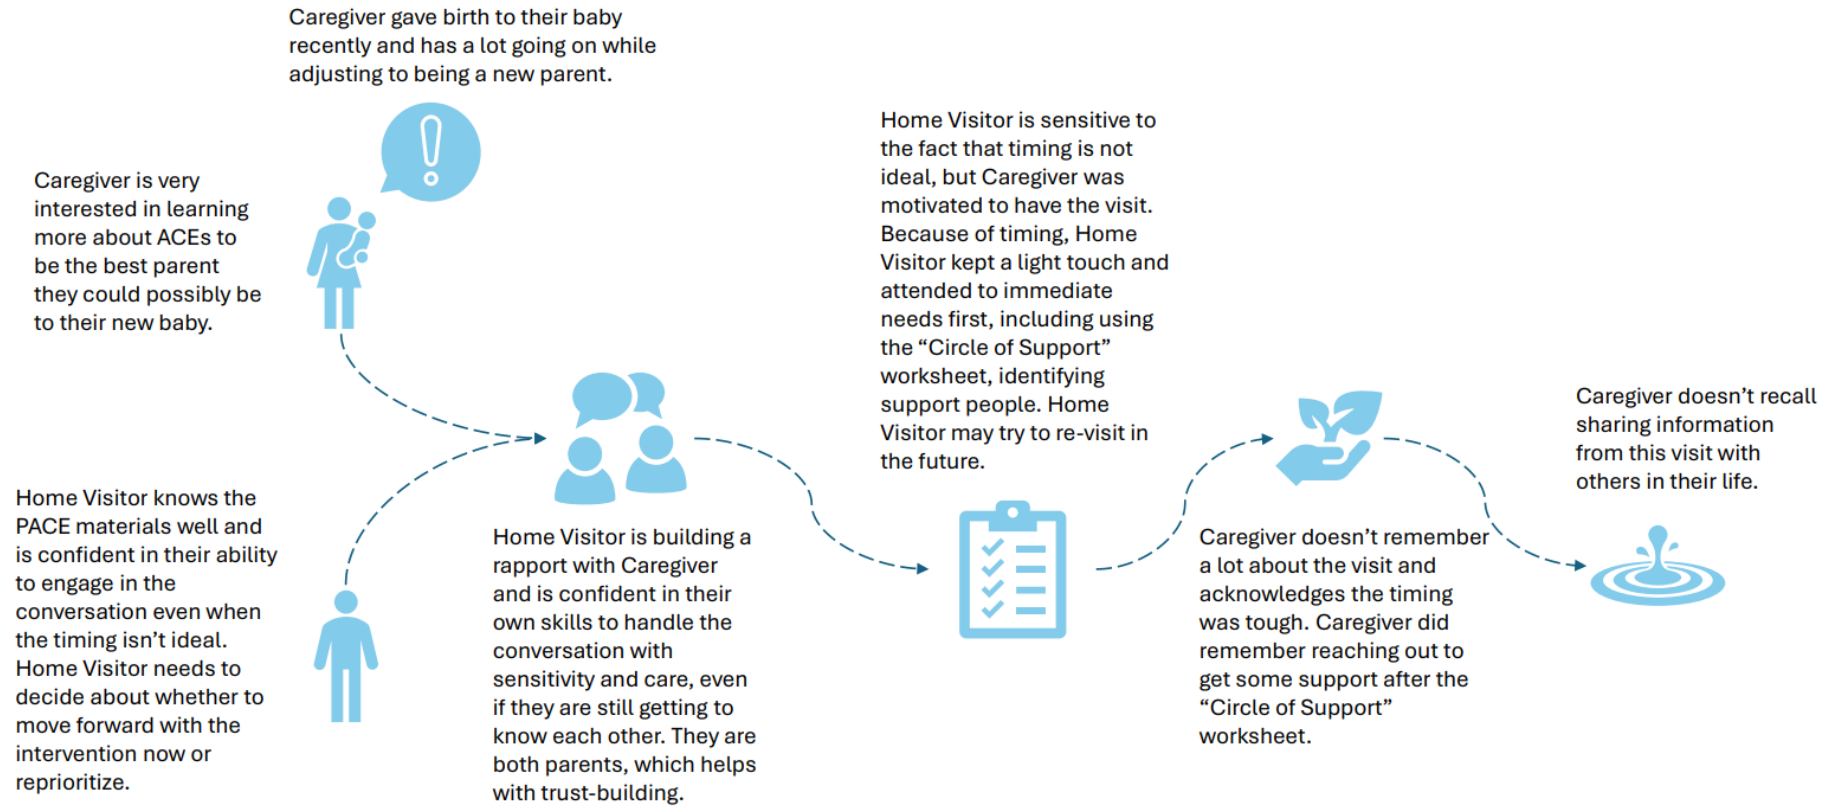 Caregiver gave birth to their baby
recently and has a lot going on while
adjusting to being a new parent.
Caregiver is very
interested in learning
more about ACEs to
be the best parent
they could possibly be
to their new baby.
Home Visitor knows the
PACE materials well and
is confident in their ability
to engage in the
conversation even when
the timing isn’t ideal.
Home Visitor needs to
decide about whether to
move forward with the
intervention now or
reprioritize.
Home Visitor is building a
rapport with Caregiver
and is confident in their
own skills to handle the
conversation with
sensitivity and care, even
if they are still getting to
know each other. They are
both parents, which helps
with trust-building.
Home Visitor is sensitive to
the fact that timing is not
ideal, but Caregiver was
motivated to have the visit.
Because of timing, Home
Visitor kept a light touch and
attended to immediate
needs first, including using
the “Circle of Support”
worksheet, identifying
support people. Home
Visitor may try to re-visit in
the future.
Caregiver doesn’t remember
a lot about the visit and
acknowledges the timing
was tough. Caregiver did
remember reaching out to
get some support after the
“Circle of Support”
worksheet.
Caregiver doesn’t recall
sharing information
from this visit with
others in their life.